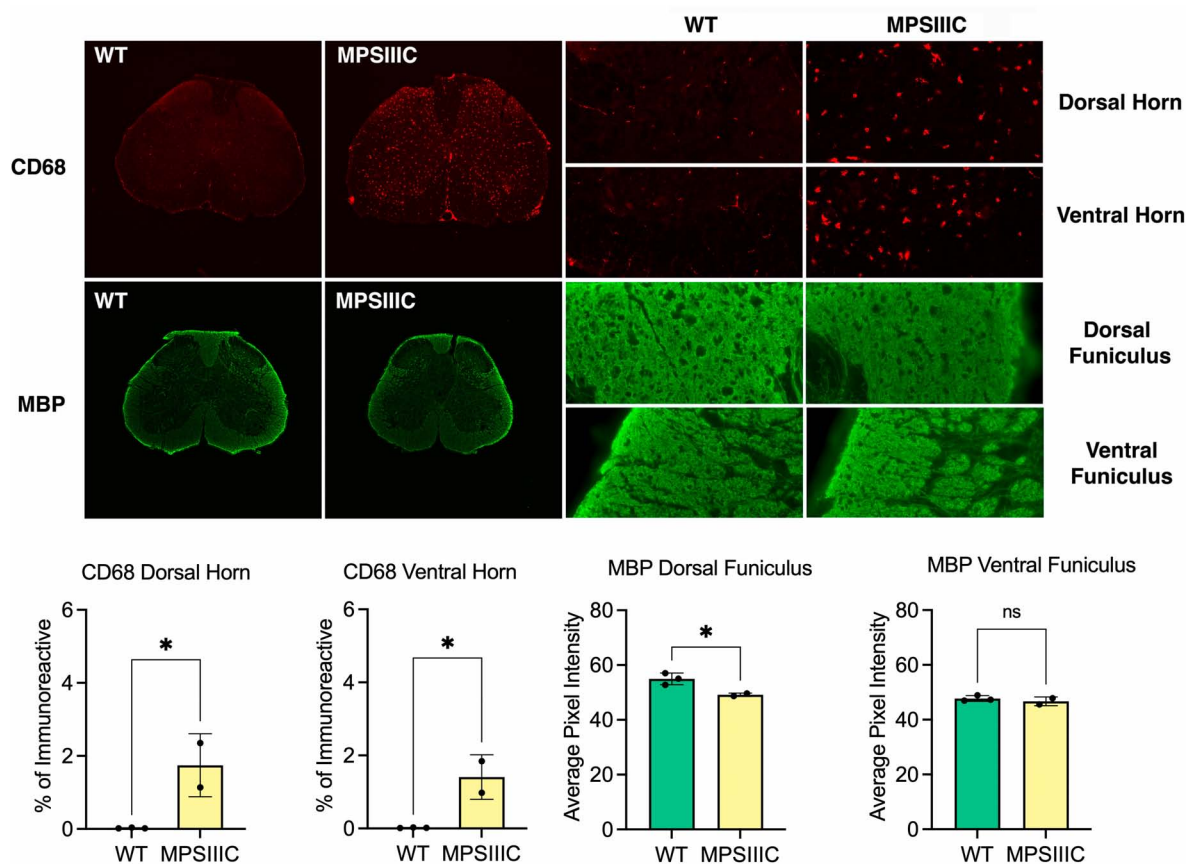 WT MPSIIIC
WT MPSIIIC
CD68
Dorsal Horn
Ventral Horn
WT MPSIIIC
MBP
Dorsal
Funiculus
Ventral
Funiculus
CD68 Dorsal Horn
% of Immunoreactive
6
4
2
0
*
WT MPSIIIC
CD68 Ventral Horn
% of Immunoreactive
6
4
2
0
*
WT MPSIIIC
MBP Dorsal Funiculus
Average Pixel Intensity
80
60
40
20
0
*
WT MPSIIIC
MBP Ventral Funiculus
Average Pixel Intensity
80
60
40
20
0
ns
WT MPSIIIC